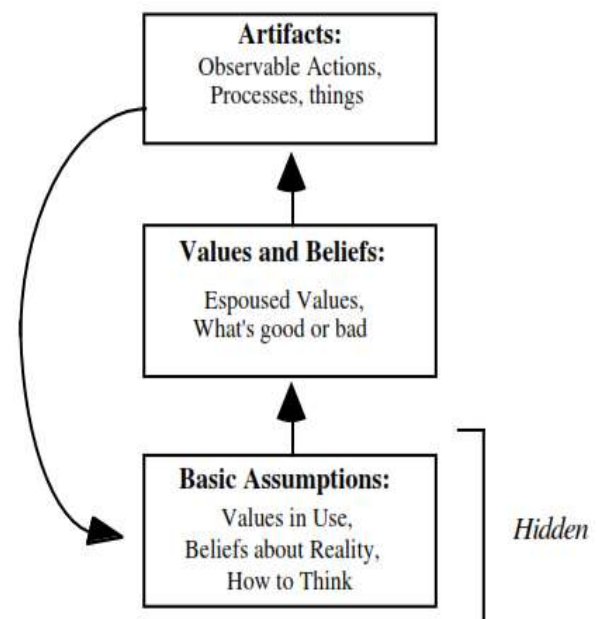 Artifacts:
Observable Actions,
Processes, things
Values and Beliefs:
Espoused Values,
What's good or bad
Basic Assumptions:
Values in Use,
Beliefs about Reality,
How to Think
Hidden